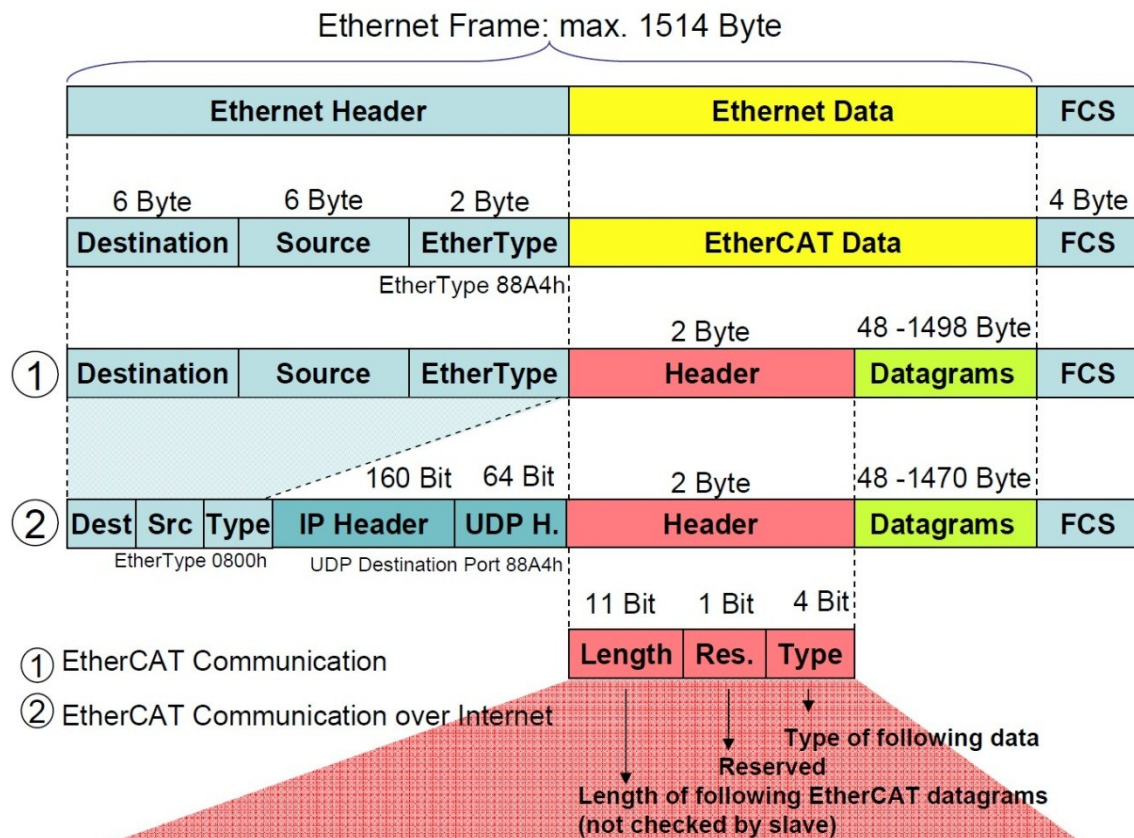 Ethernet Frame: max. 1514 Byte
Ethernet Header Ethernet Data FCS
6 Byte 6 Byte 2 Byte 4 Byte
Destination Source EtherType EtherCAT Data FCS
EtherType 88A4h
2 Byte 48 -1498 Byte
1 Destination Source EtherType Header Datagrams FCS
160 Bit 64 Bit 2 Byte 48 -1470 Byte
2 Dest Src Type IP Header UDP H. Header Datagrams FCS
EtherType 0800h UDP Destination Port 88A4h
11 Bit 1 Bit 4 Bit
Length Res. Type
1 EtherCAT Communication
2 EtherCAT Communication over Internet
Type of following data
Reserved
Length of following EtherCAT datagrams
(not checked by slave)